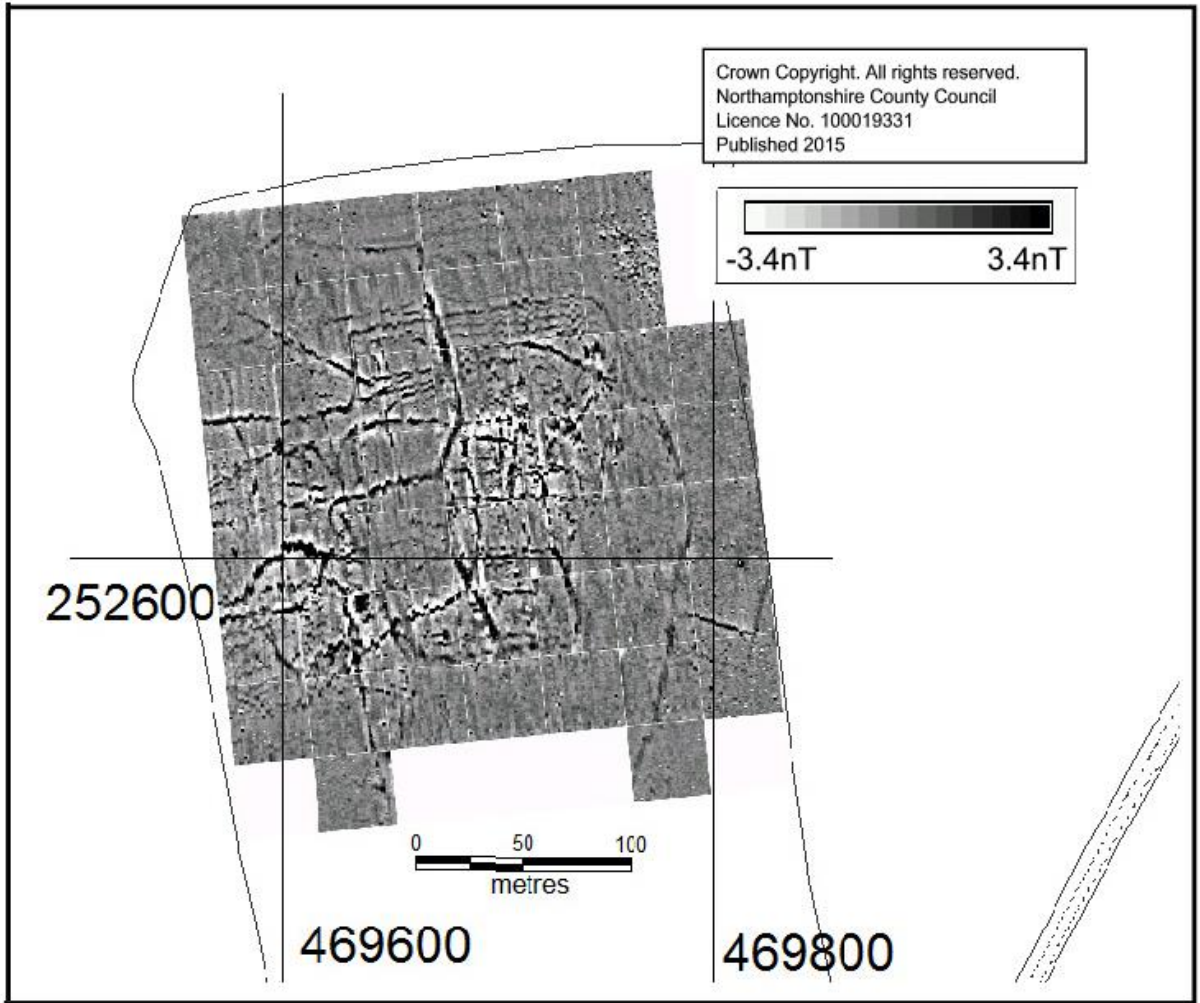 Crown Copyright. All rights reserved.
Northamptonshire County Council
Licence No. 100019331
Published 2015
-3.4nT 3.4nT
252600
0 50 100
metres
469600 469800